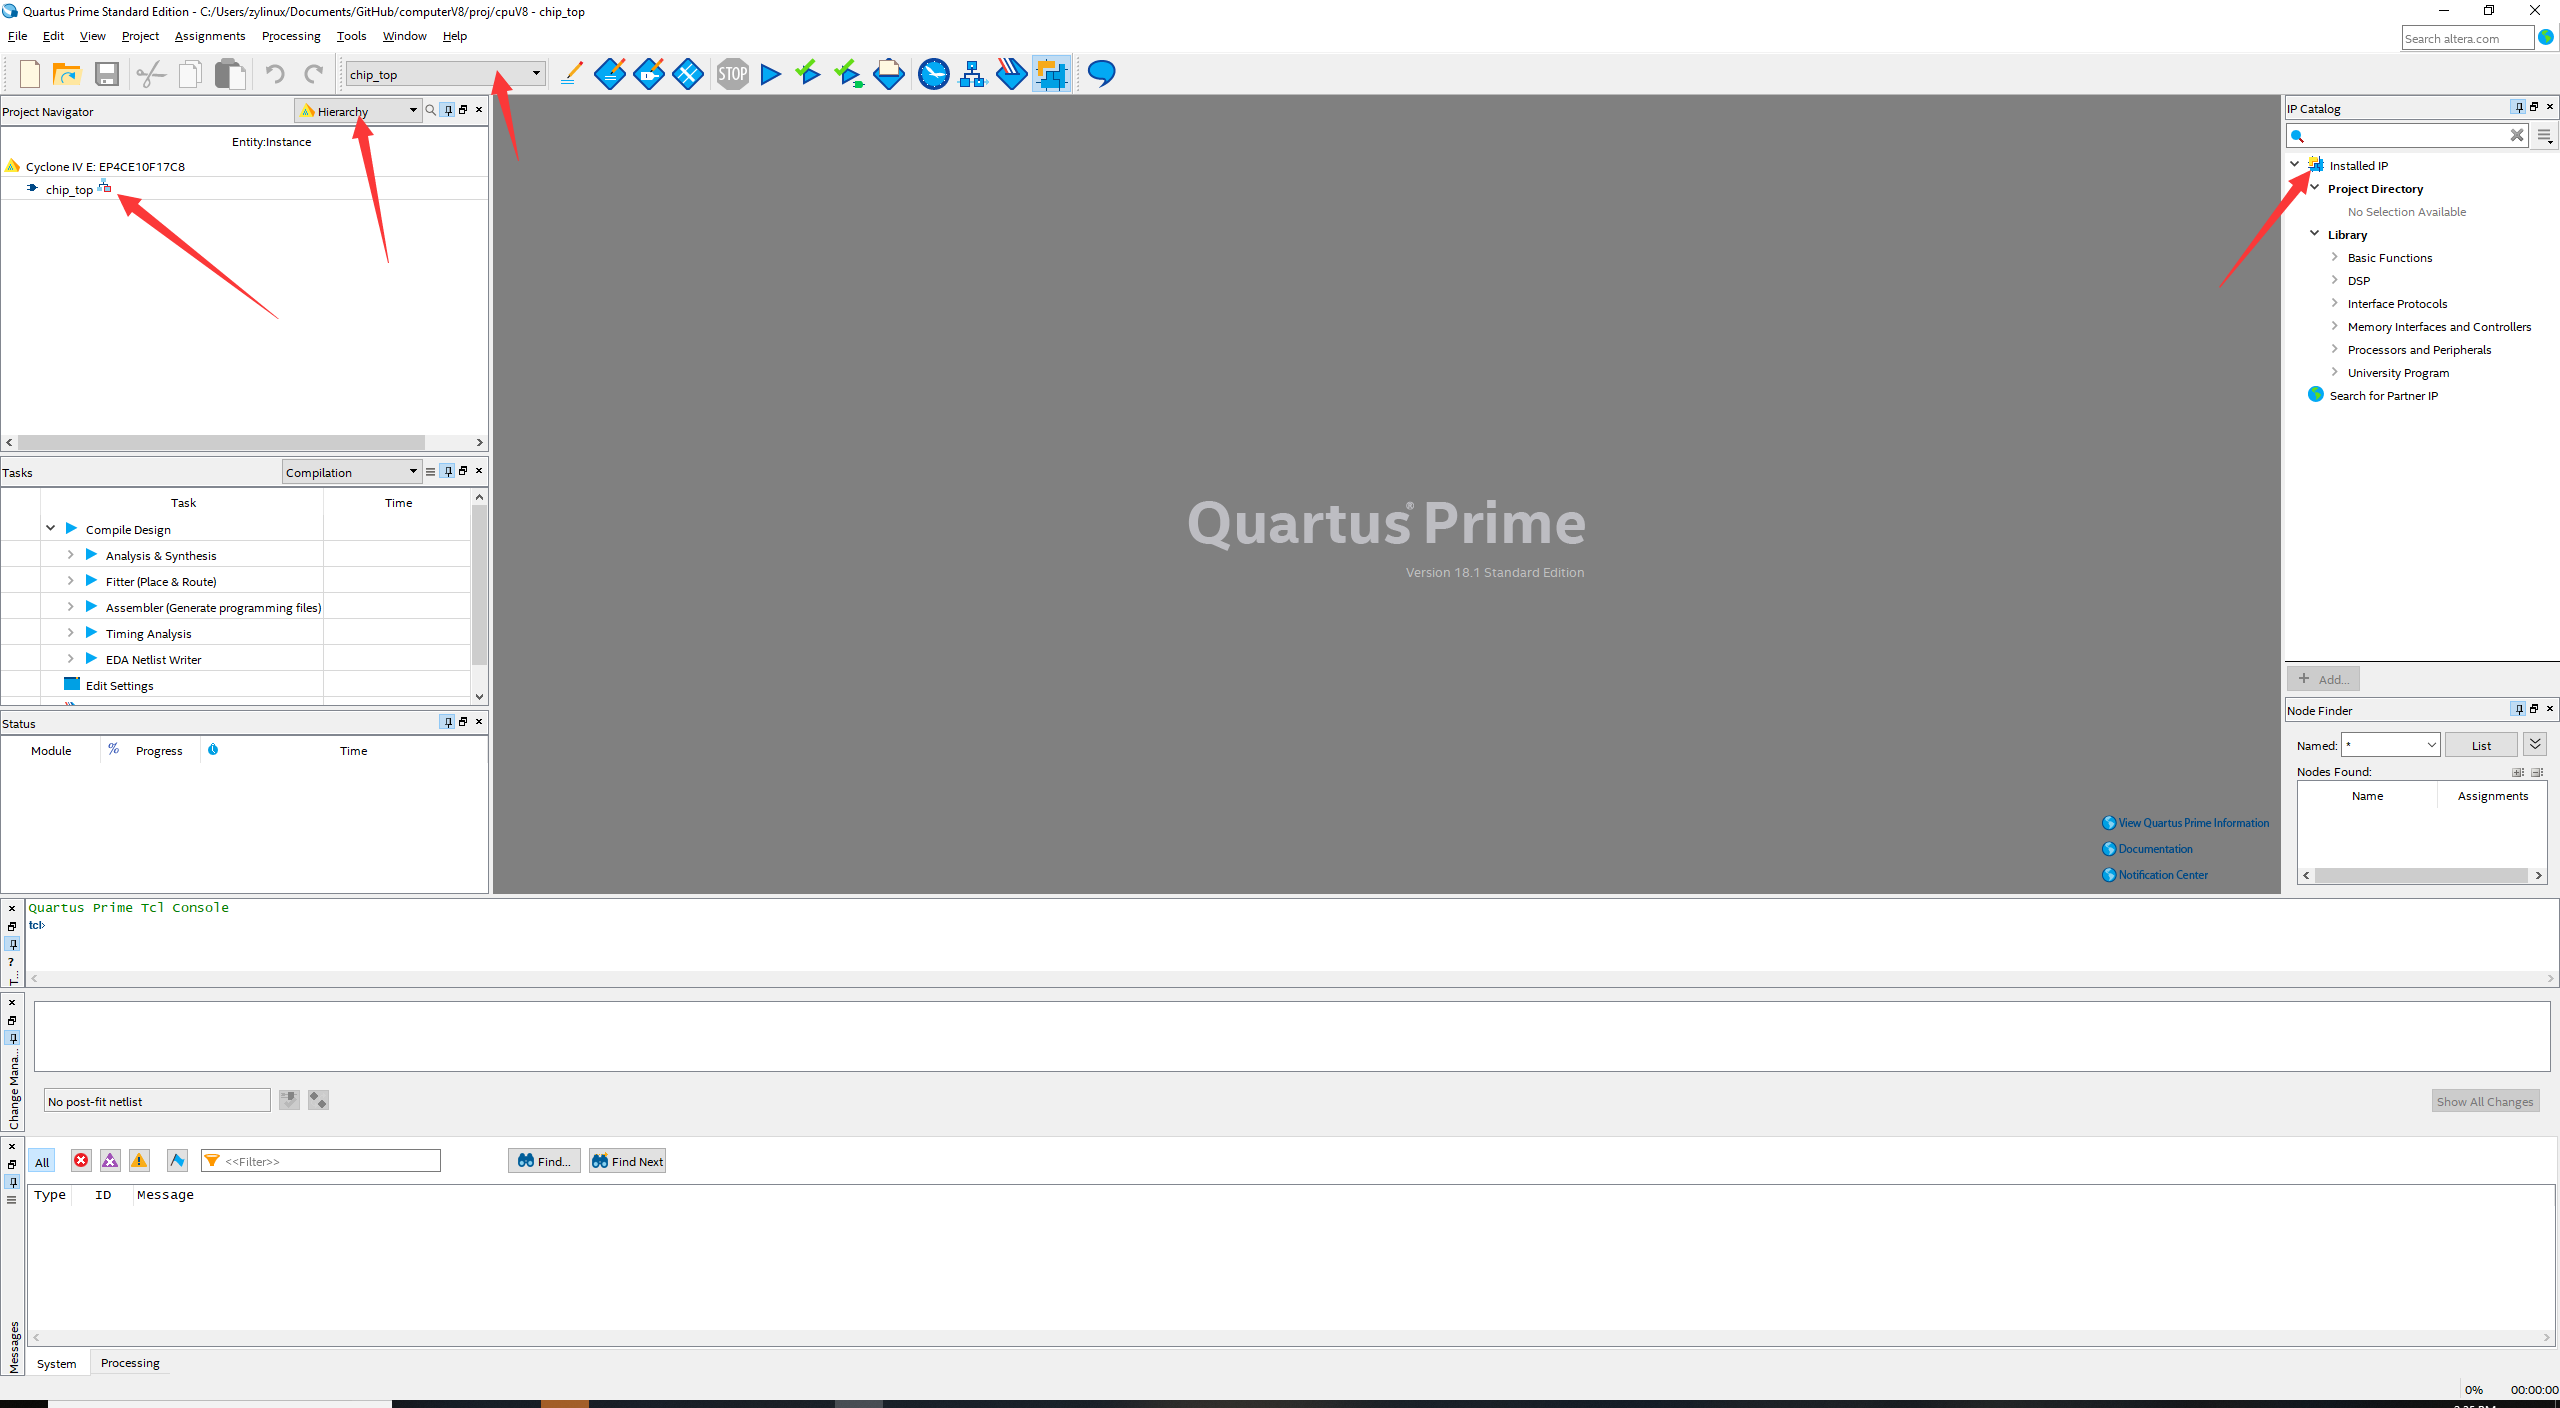 Quartus Prime Standard Edition - C:/Users/zylinux/Documents/GitHub/computerV8/proj/cpuV8 - chip_top
File Edit View Project Assignments Processing Tools Window Help
Search altera.com
chip_top
STOP
Project Navigator
Hierarchy
Entity:Instance
Cyclone IV E: EP4CE10F17C8
chip_top
Tasks
Compilation
Task Time
Compile Design
Analysis & Synthesis
Fitter (Place & Route)
Assembler (Generate programming files)
Timing Analysis
EDA Netlist Writer
Edit Settings
Status
Module % Progress Time
Quartus® Prime
Version 18.1 Standard Edition
View Quartus Prime Information
Documentation
Notification Center
IP Catalog
Installed IP
Project Directory
No Selection Available
Library
Basic Functions
DSP
Interface Protocols
Memory Interfaces and Controllers
Processors and Peripherals
University Program
Search for Partner IP
+ Add...
Node Finder
Named: * List
Nodes Found:
Name Assignments
Quartus Prime Tcl Console
tcl>
T...
Change Mana...
No post-fit netlist
Show All Changes
All <<Filter>> Find... Find Next
Type ID Message
Messages
System Processing
0% 00:00:00